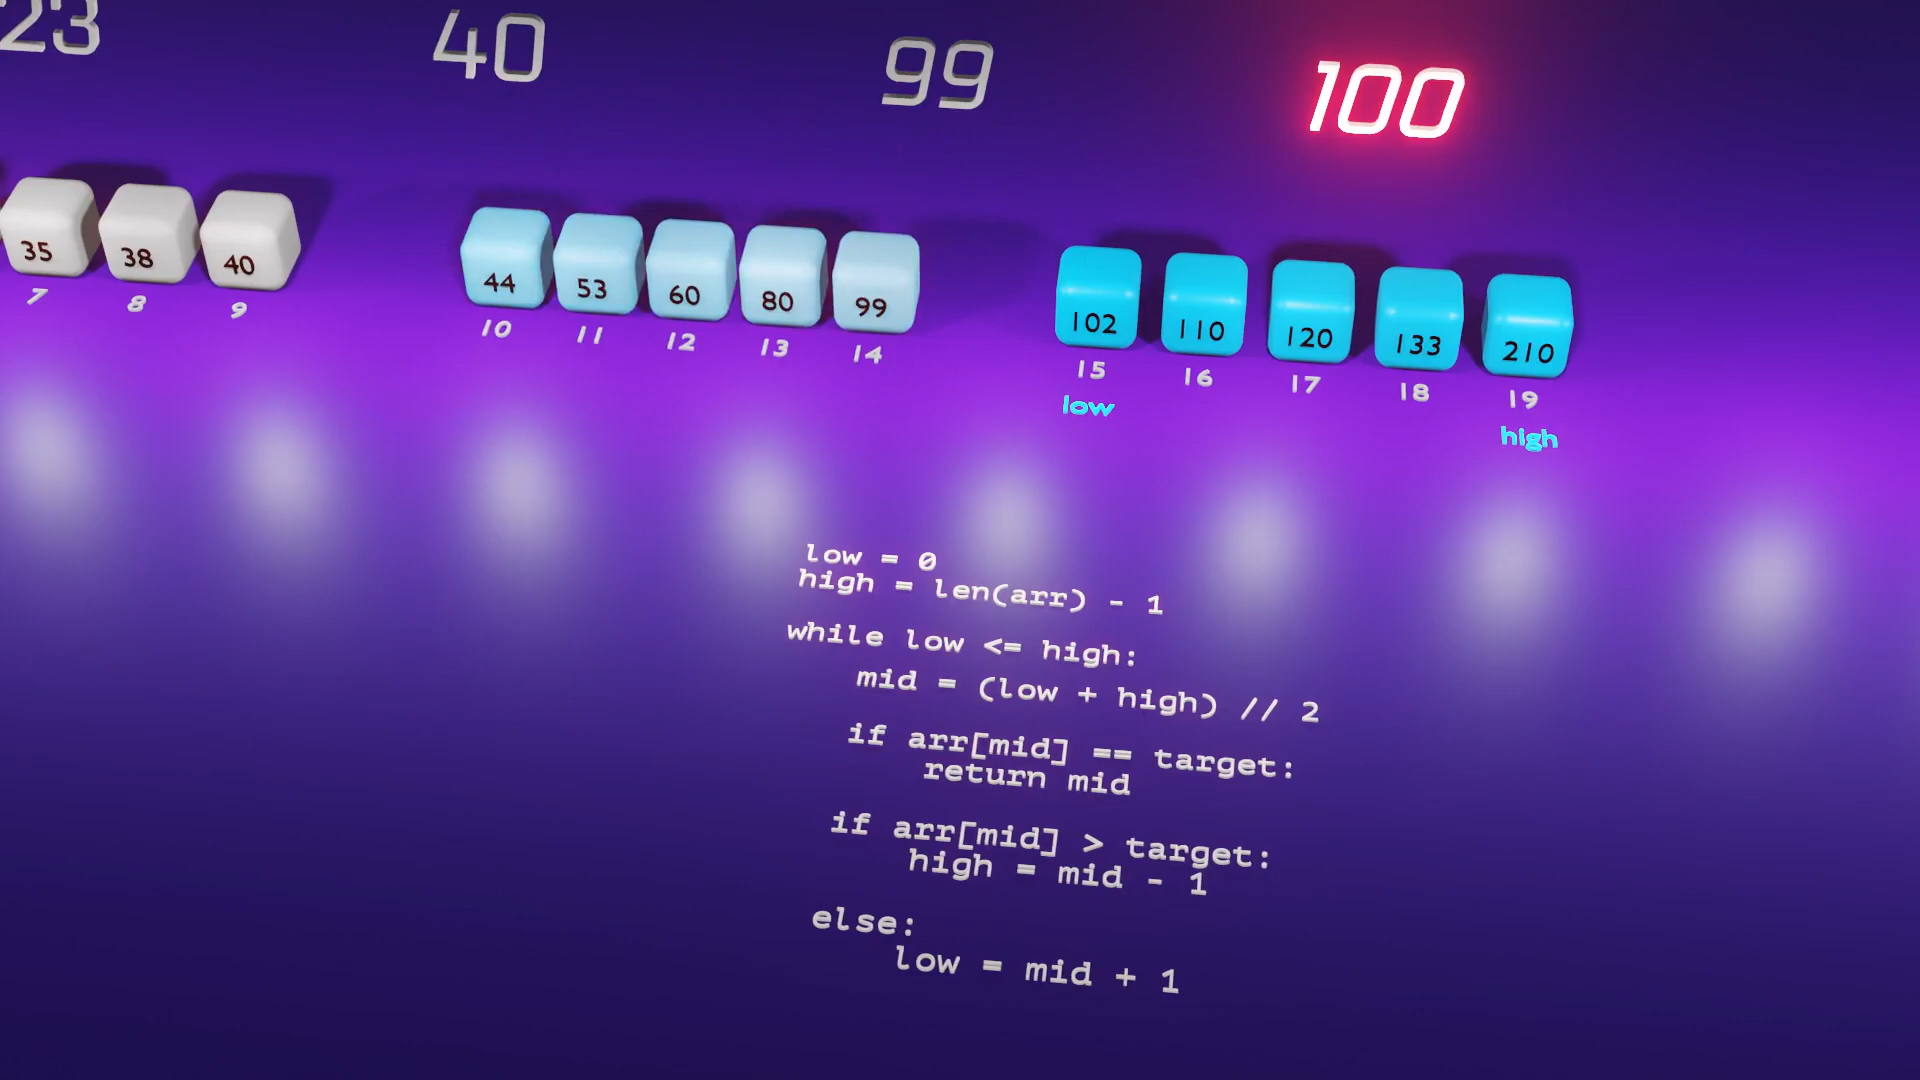 23 40 99 100
35 38 40 44 53 60 80 99 102 110 120 133 210
7 8 9 10 11 12 13 14 15 16 17 18 19
low high
low = 0
high = len(arr) - 1
while low <= high:
mid = (low + high) // 2
if arr[mid] == target:
return mid
if arr[mid] > target:
high = mid - 1
else:
low = mid + 1